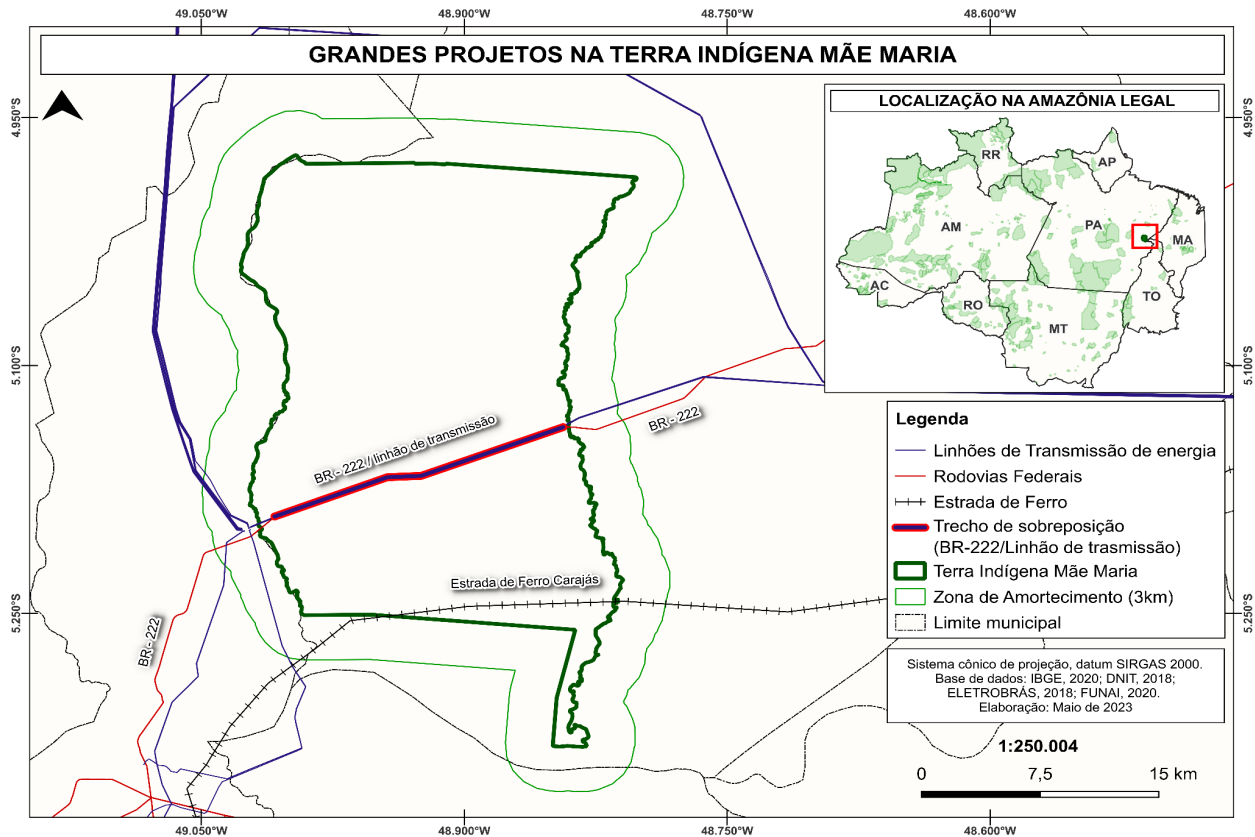 49.050°W 48.900°W 48.750°W 48.600°W
GRANDES PROJETOS NA TERRA INDÍGENA MÃE MARIA
LOCALIZAÇÃO NA AMAZÔNIA LEGAL
4.950°S 4.950°S
RR
AP
AM
PA
MA
AC
RO
TO
MT
5.100°S 5.100°S
BR - 222 / linhão de transmissão
BR - 222
Legenda
Linhões de Transmissão de energia
Rodovias Federais
Estrada de Ferro
Trecho de sobreposição
(BR-222/Linhão de trasmissão)
Terra Indígena Mãe Maria
Zona de Amortecimento (3km)
Limite municipal
Estrada de Ferro Carajás
5.250°S 5.250°S
BR - 222
Sistema cônico de projeção, datum SIRGAS 2000.
Base de dados: IBGE, 2020; DNIT, 2018;
ELETROBRÁS, 2018; FUNAI, 2020.
Elaboração: Maio de 2023
1:250.004
0 7,5 15 km
49.050°W 48.900°W 48.750°W 48.600°W